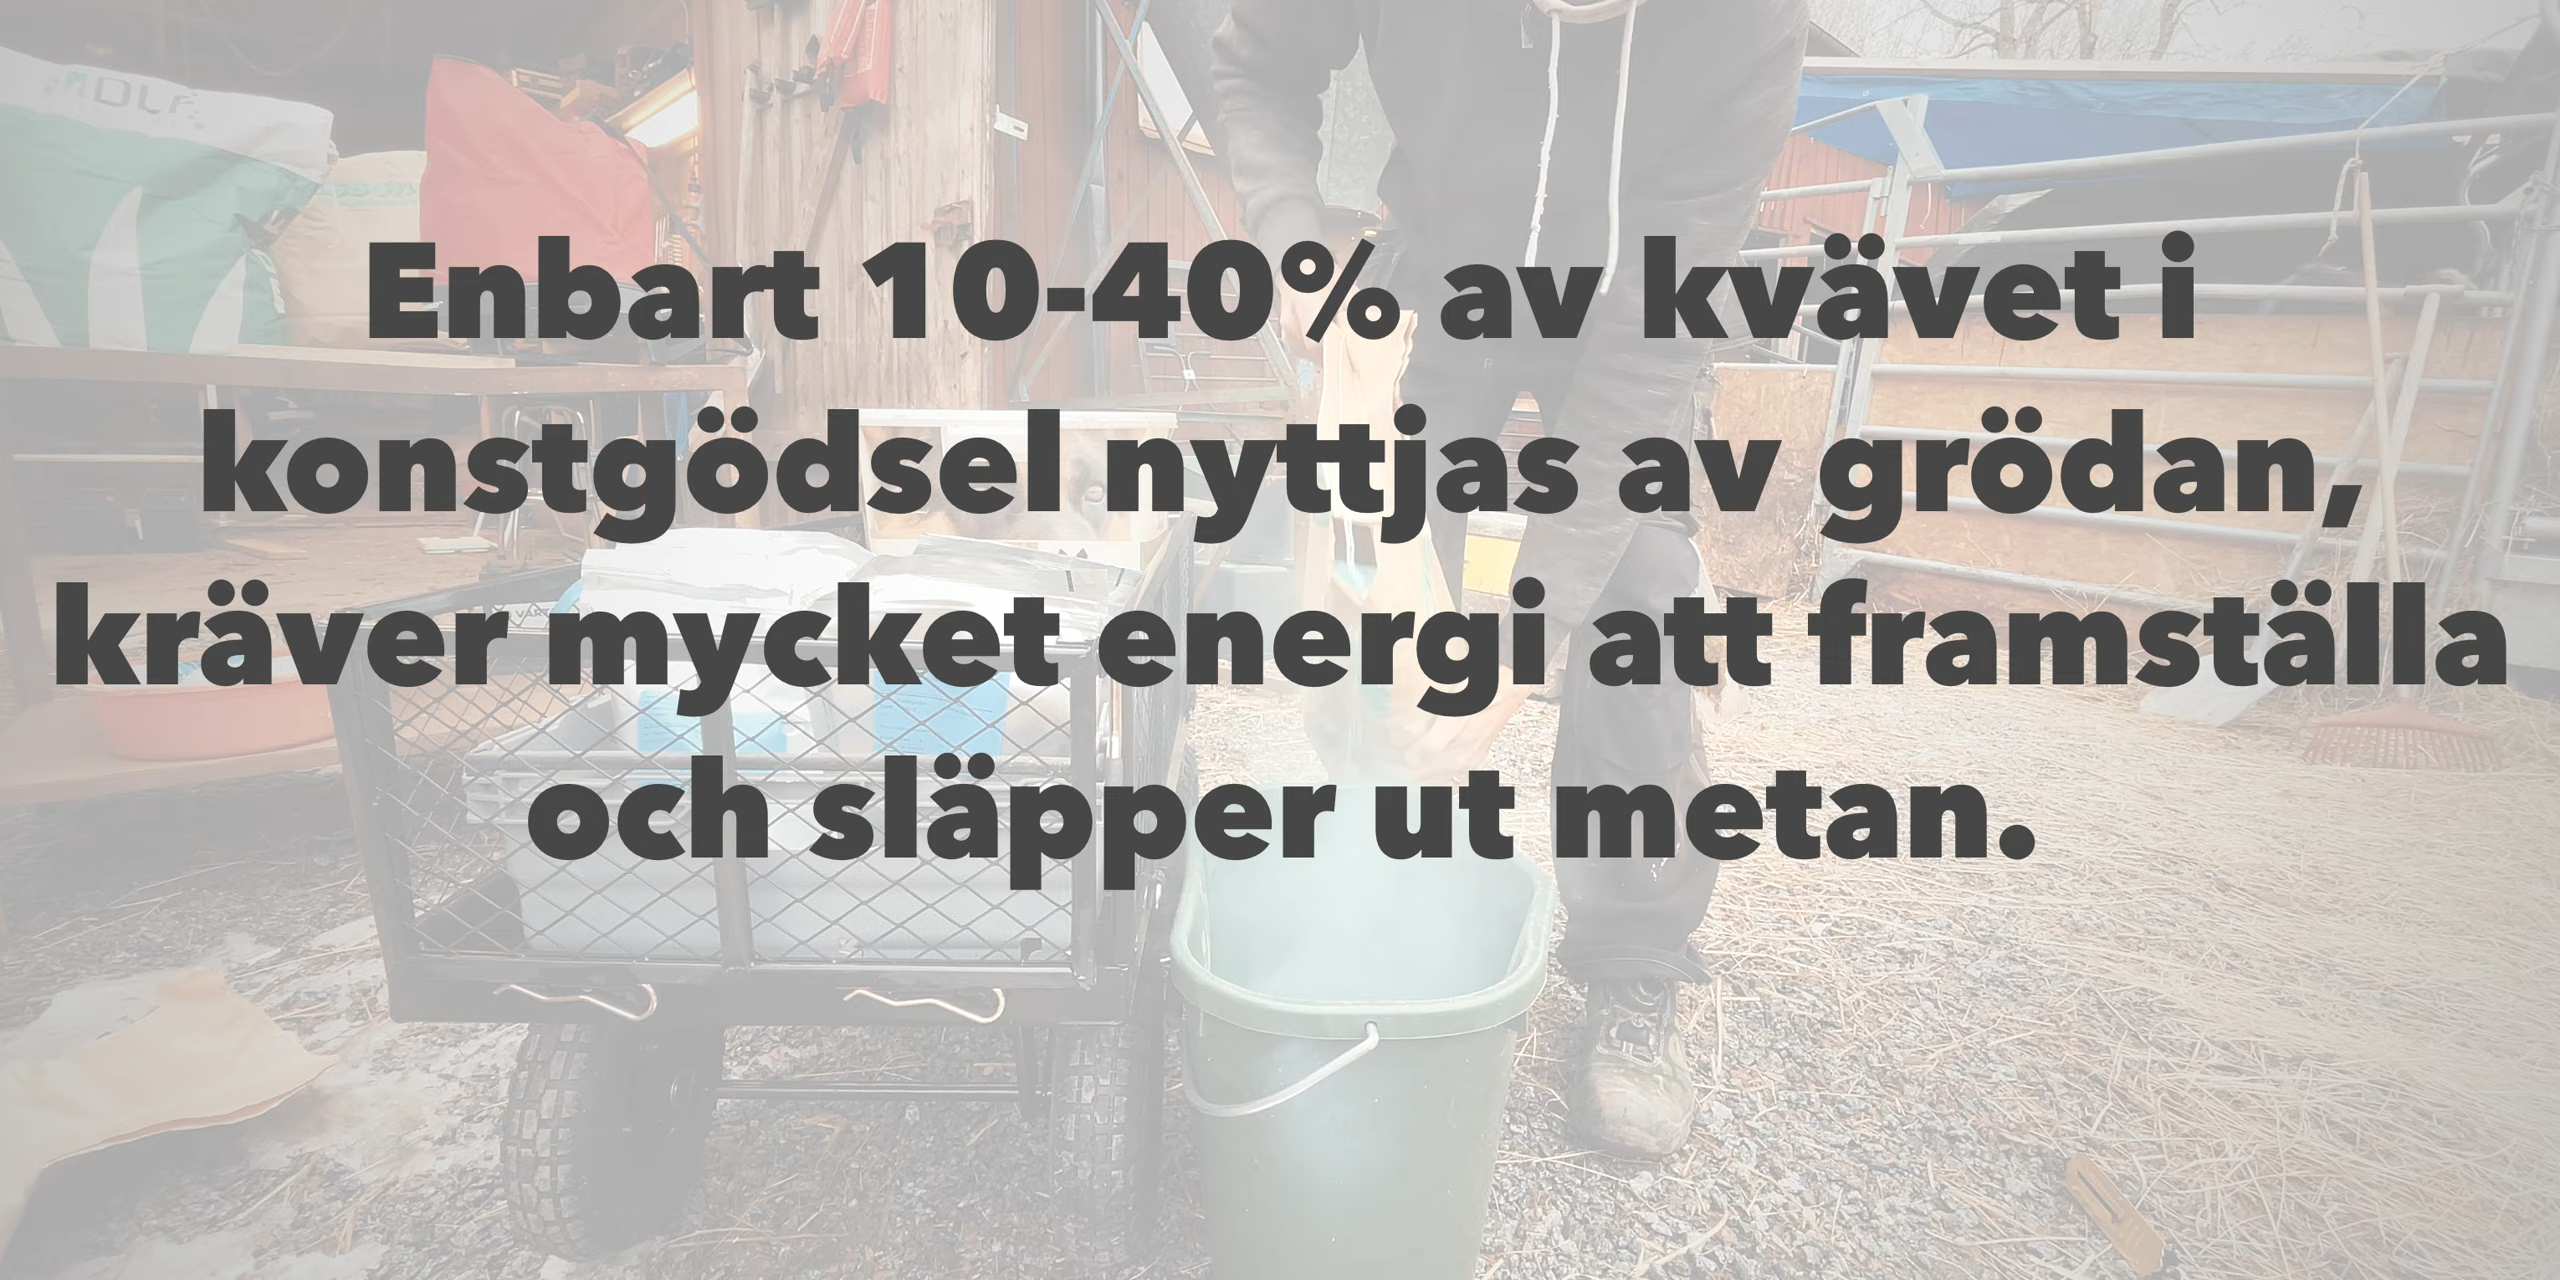 Enbart 10-40% av kvävet i
konstgödsel nyttjas av grödan,
kräver mycket energi att framställa
och släpper ut metan.